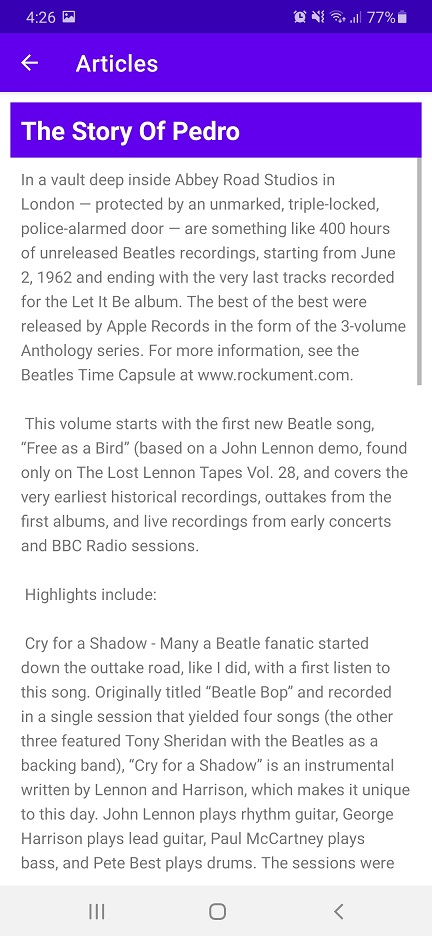 4:26
77%
Articles
The Story Of Pedro
In a vault deep inside Abbey Road Studios in
London — protected by an unmarked, triple-locked,
police-alarmed door — are something like 400 hours
of unreleased Beatles recordings, starting from June
2, 1962 and ending with the very last tracks recorded
for the Let It Be album. The best of the best were
released by Apple Records in the form of the 3-volume
Anthology series. For more information, see the
Beatles Time Capsule at www.rockument.com.
This volume starts with the first new Beatle song,
“Free as a Bird” (based on a John Lennon demo, found
only on The Lost Lennon Tapes Vol. 28, and covers the
very earliest historical recordings, outtakes from the
first albums, and live recordings from early concerts
and BBC Radio sessions.
Highlights include:
Cry for a Shadow - Many a Beatle fanatic started
down the outtake road, like I did, with a first listen to
this song. Originally titled “Beatle Bop” and recorded
in a single session that yielded four songs (the other
three featured Tony Sheridan with the Beatles as a
backing band), “Cry for a Shadow” is an instrumental
written by Lennon and Harrison, which makes it unique
to this day. John Lennon plays rhythm guitar, George
Harrison plays lead guitar, Paul McCartney plays
bass, and Pete Best plays drums. The sessions were